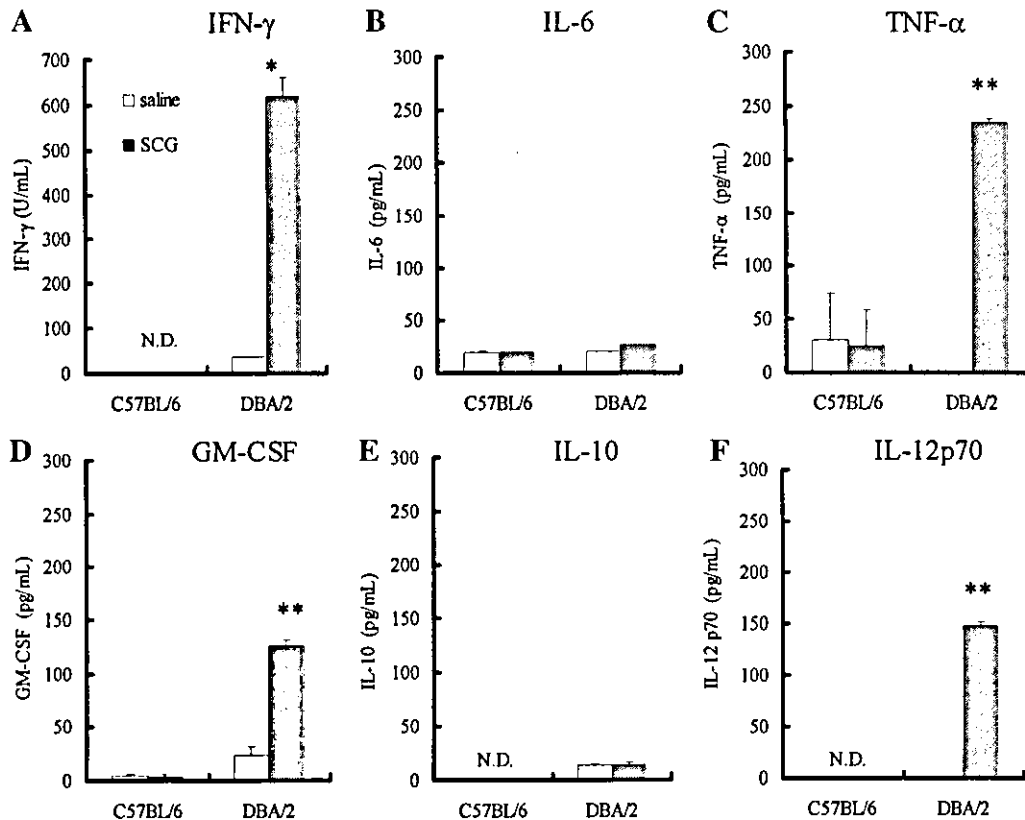 A IFN-γ
700
600
500
400
300
200
100
0
IFN-γ (U/mL)
saline
SCG
*
N.D.
C57BL/6 DBA/2
B IL-6
300
250
200
150
100
50
0
IL-6 (pg/mL)
C57BL/6 DBA/2
C TNF-α
300
250
200
150
100
50
0
TNF-α (pg/mL)
**
C57BL/6 DBA/2
D GM-CSF
300
250
200
150
100
50
0
GM-CSF (pg/mL)
**
C57BL/6 DBA/2
E IL-10
300
250
200
150
100
50
0
IL-10 (pg/mL)
N.D.
C57BL/6 DBA/2
F IL-12p70
300
250
200
150
100
50
0
IL-12 p70 (pg/mL)
**
N.D.
C57BL/6 DBA/2